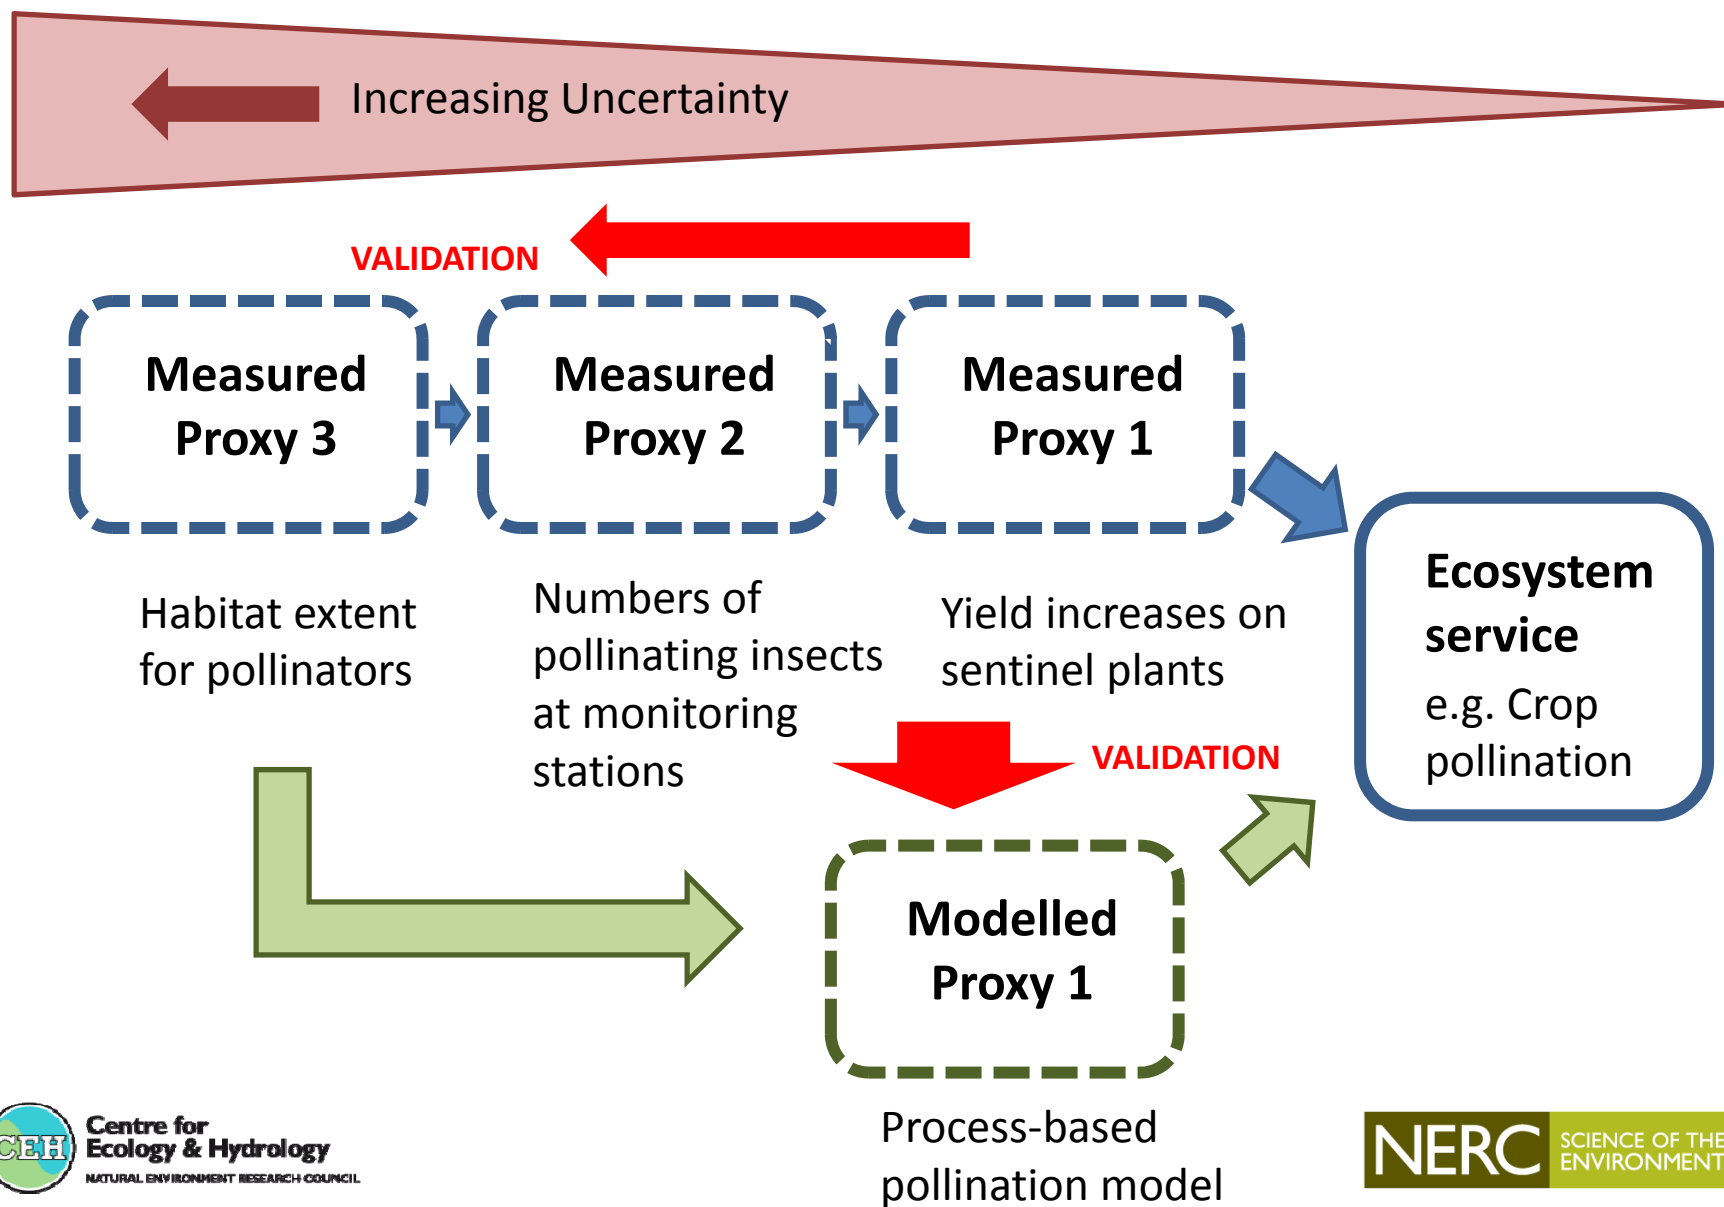 Increasing Uncertainty
VALIDATION
Measured
Proxy 3
Measured
Proxy 2
Measured
Proxy 1
Habitat extent
for pollinators
Numbers of
pollinating insects
at monitoring
stations
Yield increases on
sentinel plants
Ecosystem
service
e.g. Crop
pollination
VALIDATION
Modelled
Proxy 1
Process-based
pollination model
CEH
Centre for
Ecology & Hydrology
NATURAL ENVIRONMENT RESEARCH COUNCIL
NERC
SCIENCE OF THE
ENVIRONMENT